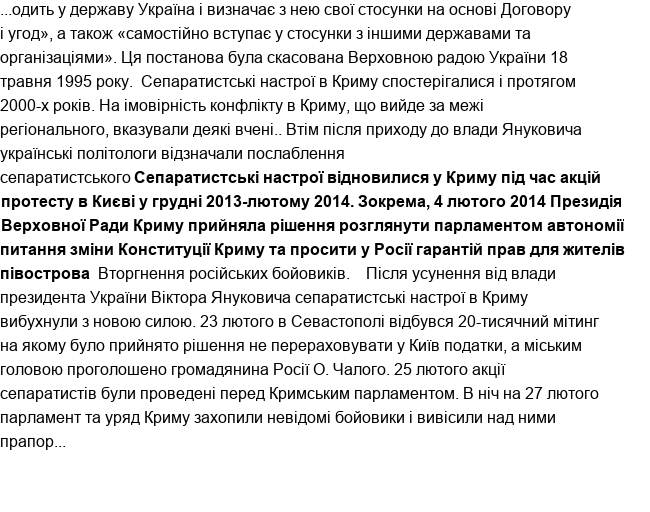 ...одить у державу Україна і визначає з нею свої стосунки на основі Договору
і угод», а також «самостійно вступає у стосунки з іншими державами та
організаціями». Ця постанова була скасована Верховною радою України 18
травня 1995 року.  Сепаратистські настрої в Криму спостерігалися і протягом
2000-х років. На імовірність конфлікту в Криму, що вийде за межі
регіонального, вказували деякі вчені.. Втім після приходу до влади Януковича
українські політологи відзначали послаблення
сепаратистського Сепаратистські настрої відновилися у Криму під час акцій
протесту в Києві у грудні 2013-лютому 2014. Зокрема, 4 лютого 2014 Президія
Верховної Ради Криму прийняла рішення розглянути парламентом автономії
питання зміни Конституції Криму та просити у Росії гарантій прав для жителів
півострова  Вторгнення російських бойовиків.    Після усунення від влади
президента України Віктора Януковича сепаратистські настрої в Криму
вибухнули з новою силою. 23 лютого в Севастополі відбувся 20-тисячний мітинг
на якому було прийнято рішення не перераховувати у Київ податки, а міським
головою проголошено громадянина Росії О. Чалого. 25 лютого акції
сепаратистів були проведені перед Кримським парламентом. В ніч на 27 лютого
парламент та уряд Криму захопили невідомі бойовики і вивісили над ними
прапор...